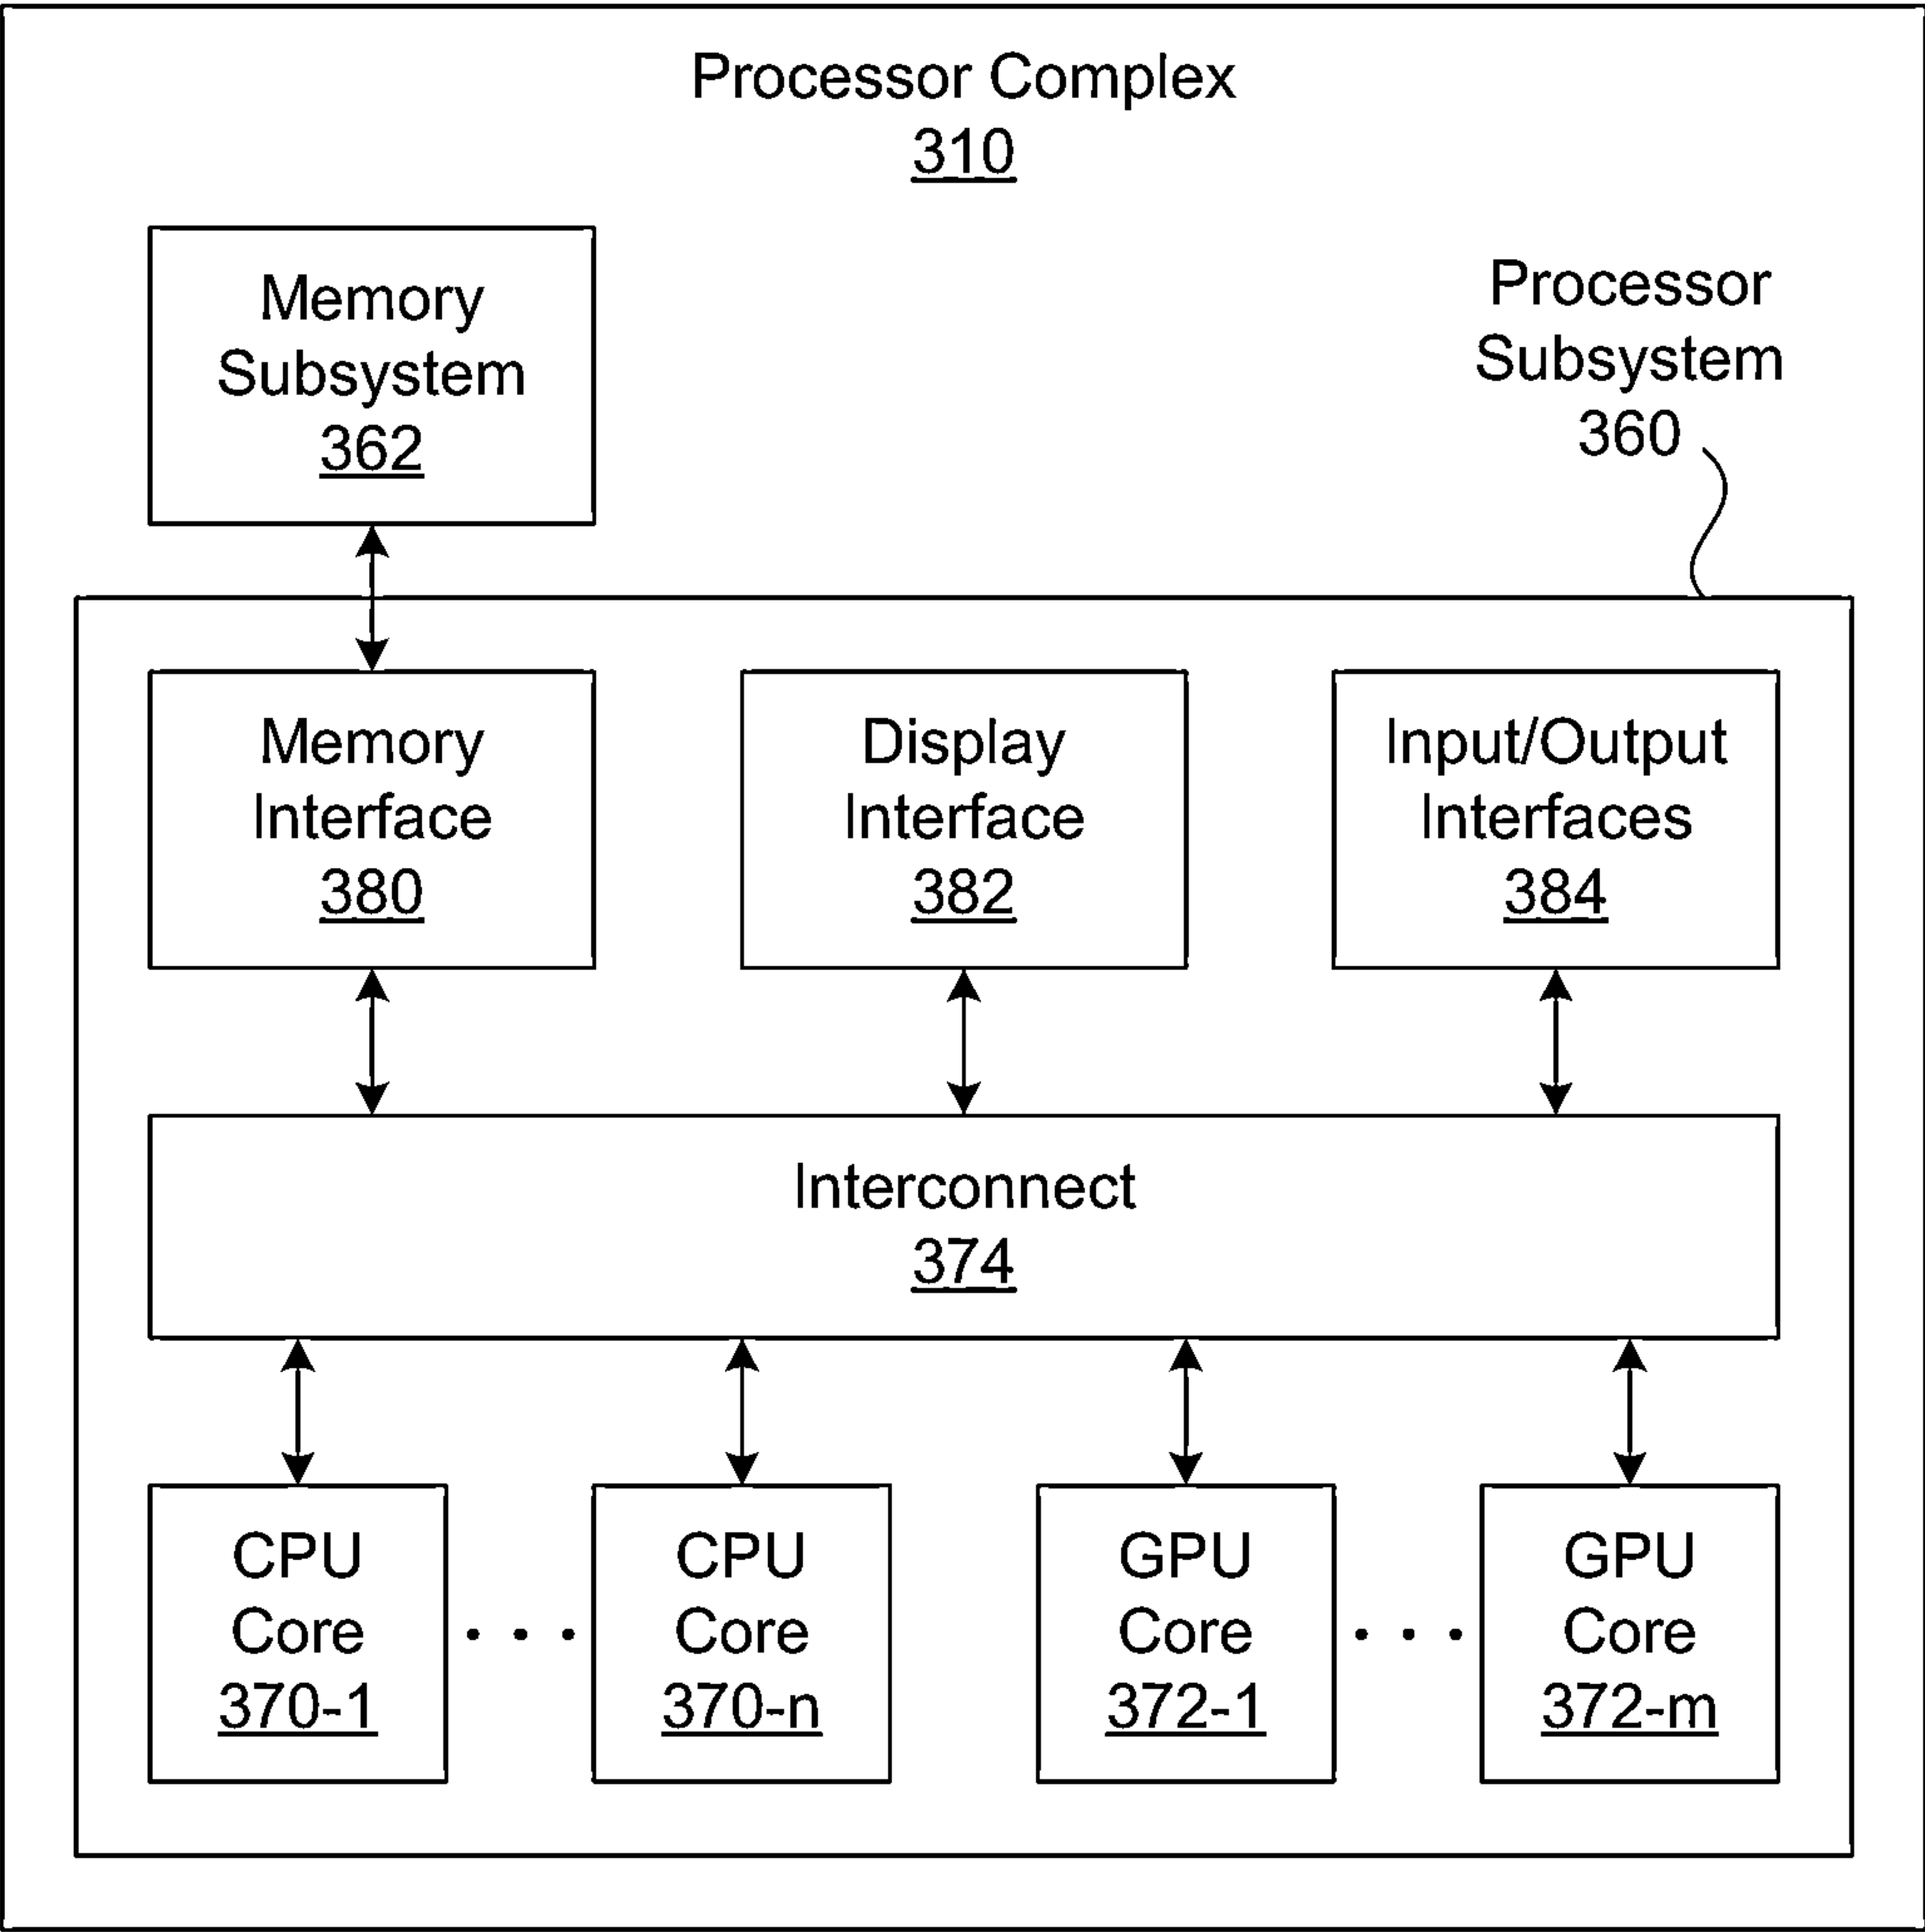 Processor Complex
310
Memory
Subsystem
362
Processor
Subsystem
360
Memory
Interface
380
Display
Interface
382
Input/Output
Interfaces
384
Interconnect
374
CPU
Core
370-1
CPU
Core
370-n
GPU
Core
372-1
GPU
Core
372-m